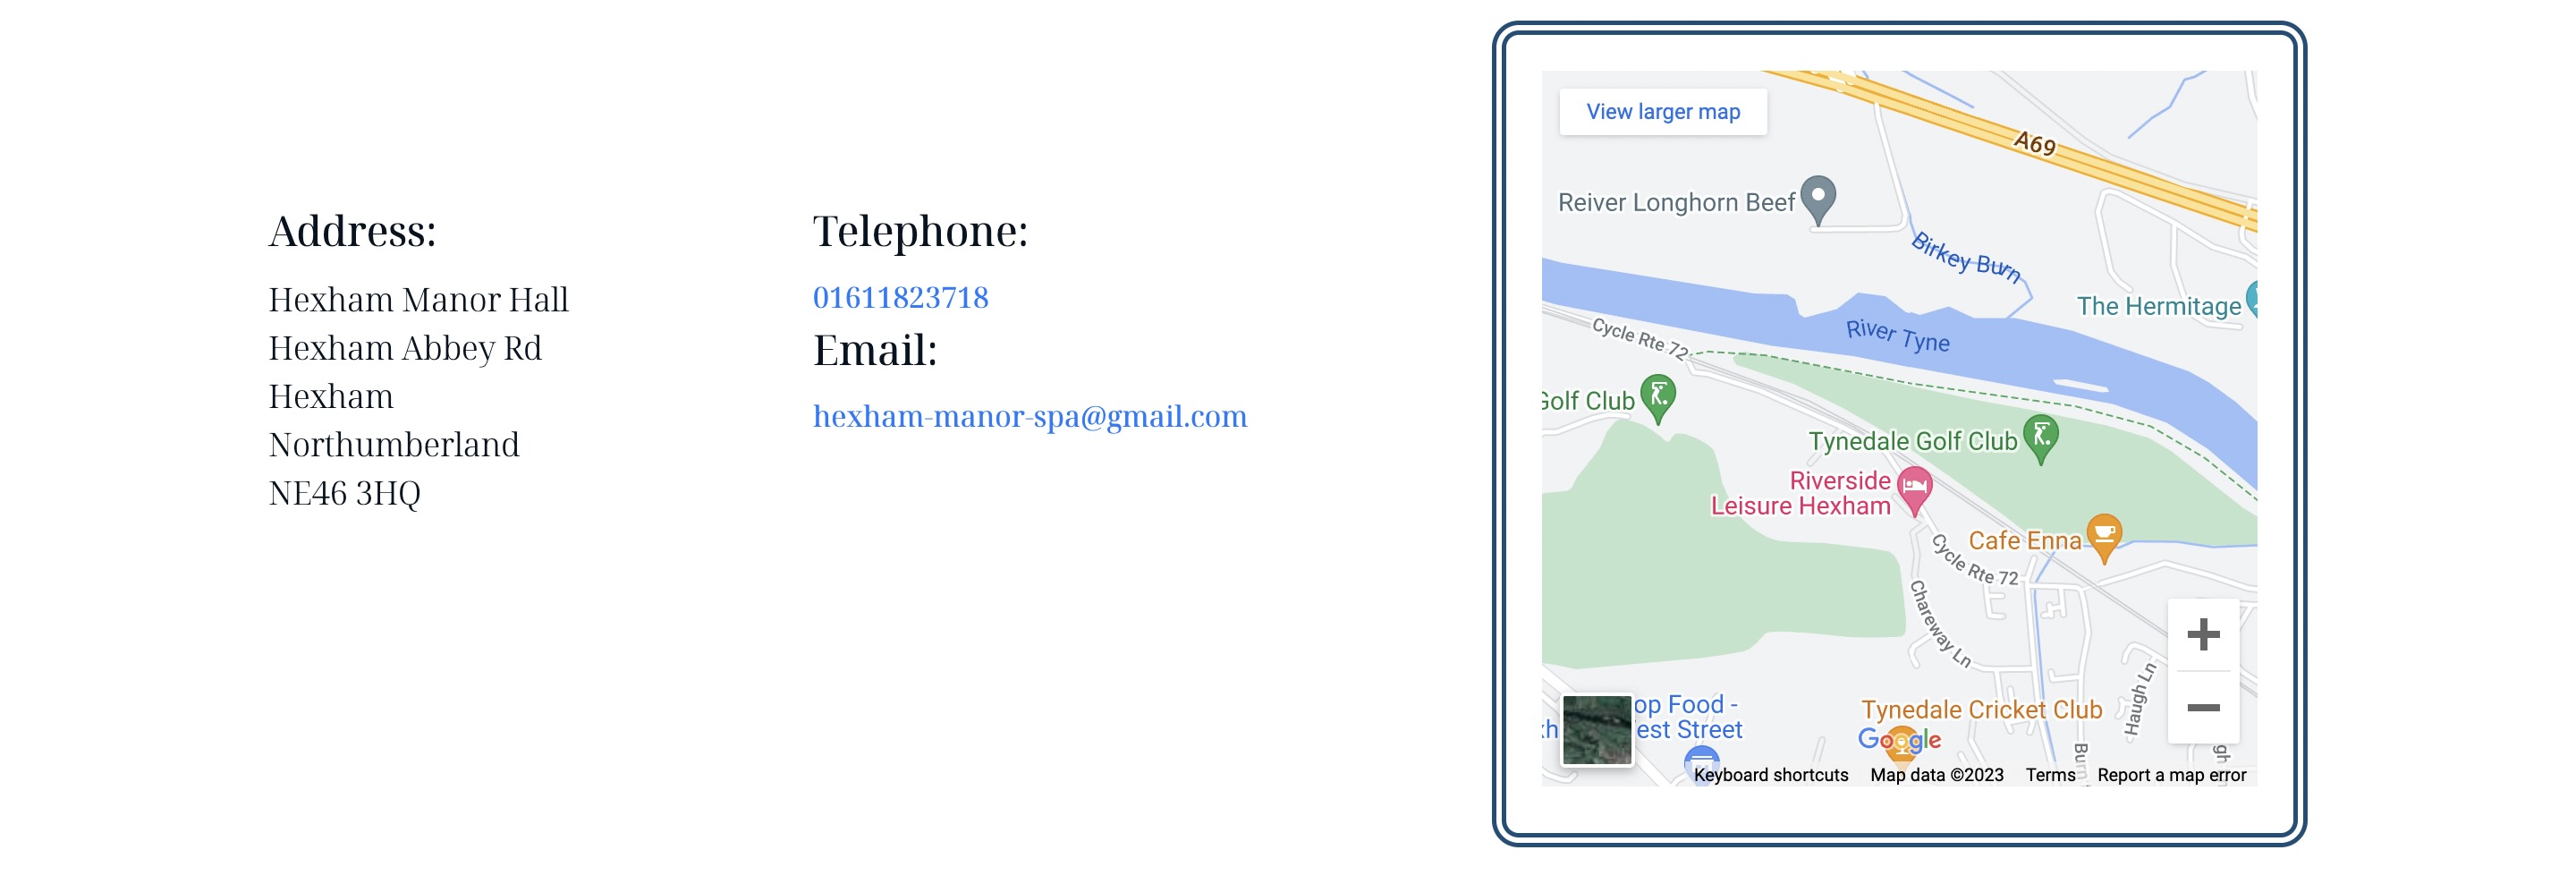 Address:
Hexham Manor Hall
Hexham Abbey Rd
Hexham
Northumberland
NE46 3HQ
Telephone:
01611823718
Email:
hexham-manor-spa@gmail.com
View larger map
A69
Reiver Longhorn Beef
Birkey Burn
The Hermitage
River Tyne
Cycle Rte 72
Golf Club
Tynedale Golf Club
Riverside
Leisure Hexham
Cafe Enna
Cycle Rte 72
Chareway Ln
Haugh Ln
op Food -
est Street
Tynedale Cricket Club
Google
Burn
Keyboard shortcuts
Map data ©2023
Terms
Report a map error